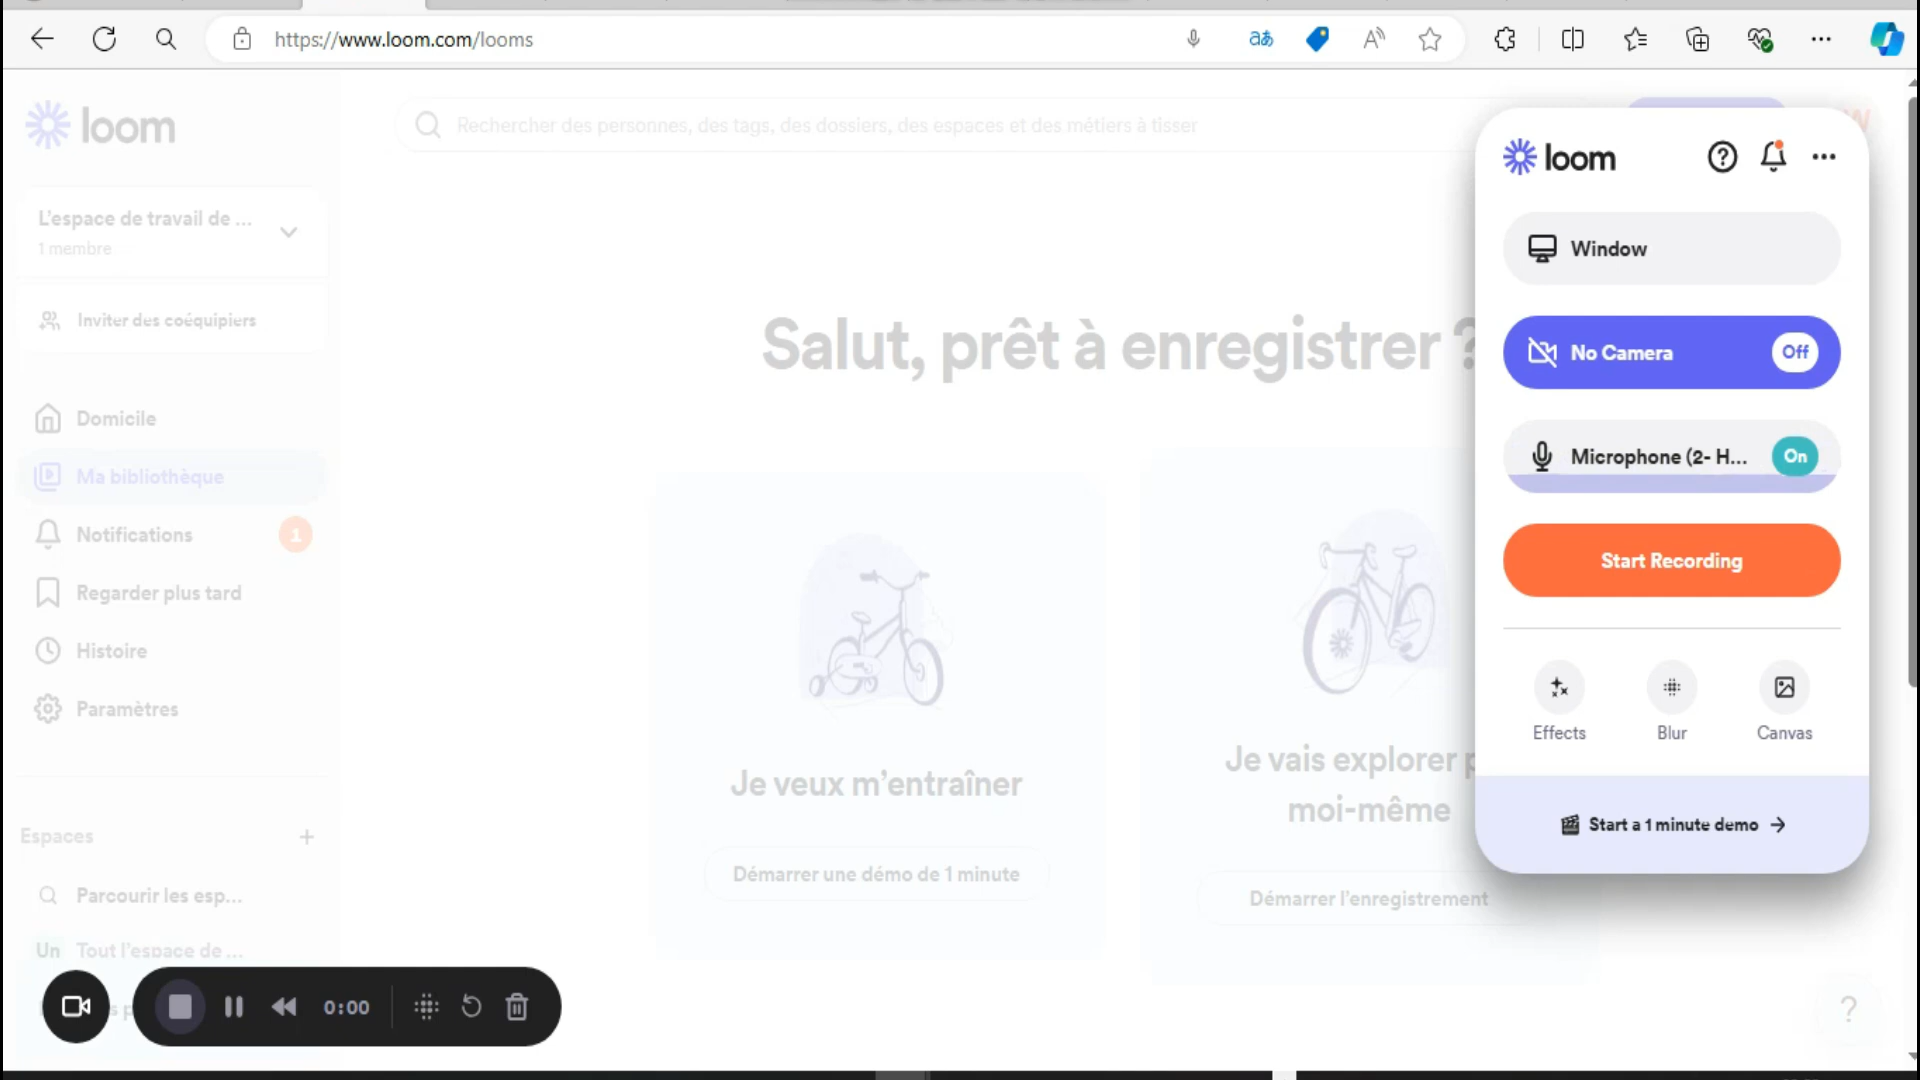 https://www.loom.com/looms
loom
Rechercher des personnes, des tags, des dossiers, des espaces et des métiers à tisser
L'espace de travail de ...
1 membre
Inviter des coéquipiers
Salut, prêt à enregistrer ?
Domicile
Ma bibliothèque
Notifications
1
Regarder plus tard
Histoire
Paramètres
Espaces
Parcourir les esp...
Un Tout l'espace de ...
Je veux m'entraîner
Démarrer une démo de 1 minute
Je vais explorer p
moi-même
Démarrer l'enregistrement
loom
Window
No Camera
Off
Microphone (2- H...
On
Start Recording
Effects
Blur
Canvas
Start a 1 minute demo →
0:00